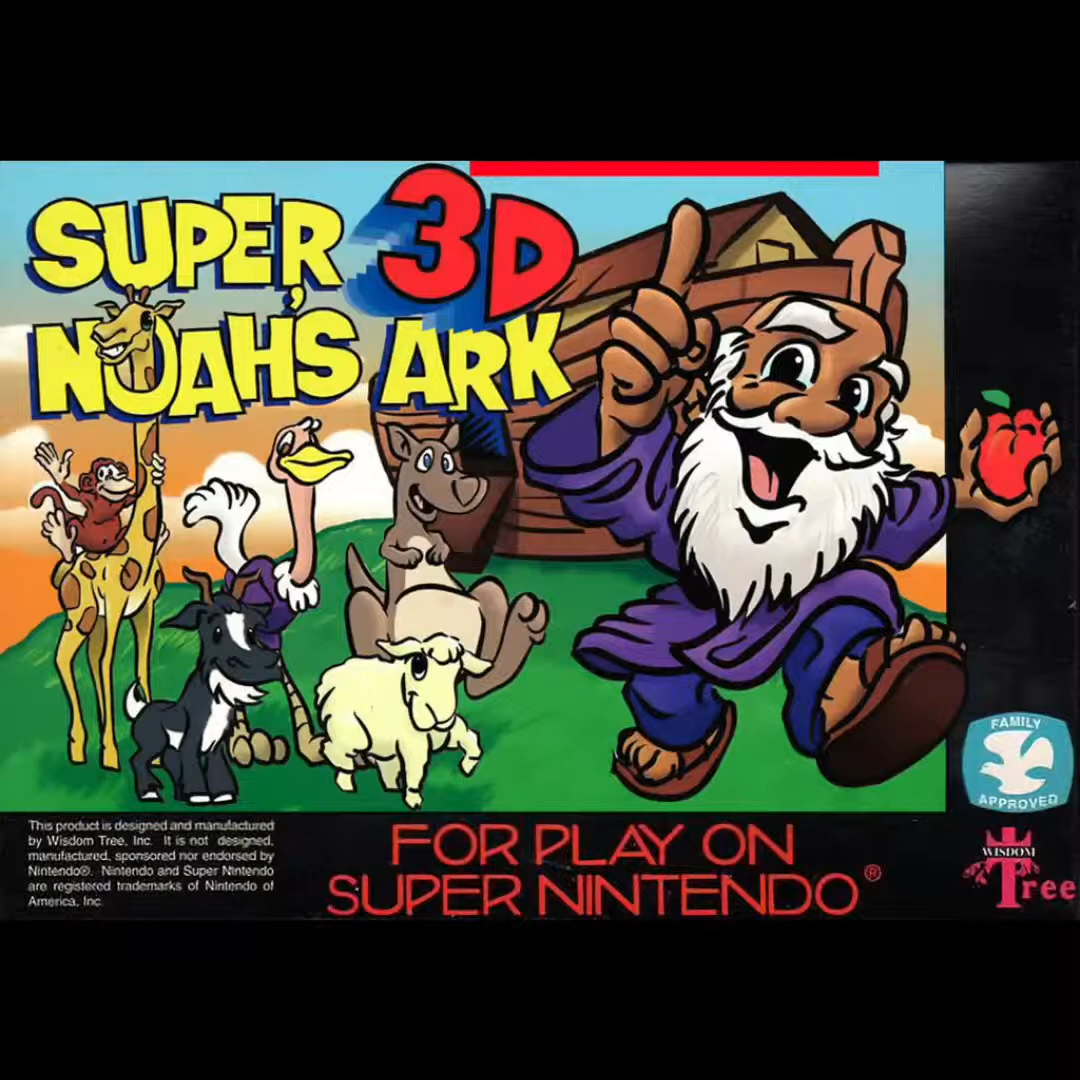 SUPER 3D
NOAH'S ARK
FAMILY
APPROVED
This product is designed and manufactured
by Wisdom Tree, Inc. It is not designed,
manufactured, sponsored nor endorsed by
Nintendo®. Nintendo and Super Nintendo
are registered trademarks of Nintendo of
America, Inc.
FOR PLAY ON
SUPER NINTENDO®
WISDOM
Tree